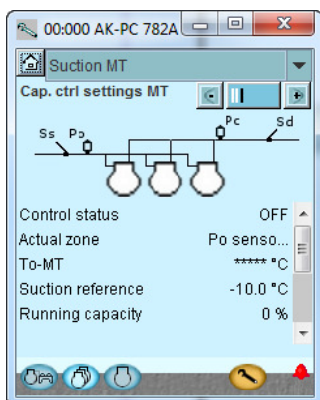 00:000 AK-PC 782A
Suction MT
Cap. ctrl settings MT
Pc Sd
Ss Po
Control status OFF
Actual zone Po senso...
To-MT ***** °C
Suction reference -10.0 °C
Running capacity 0 %